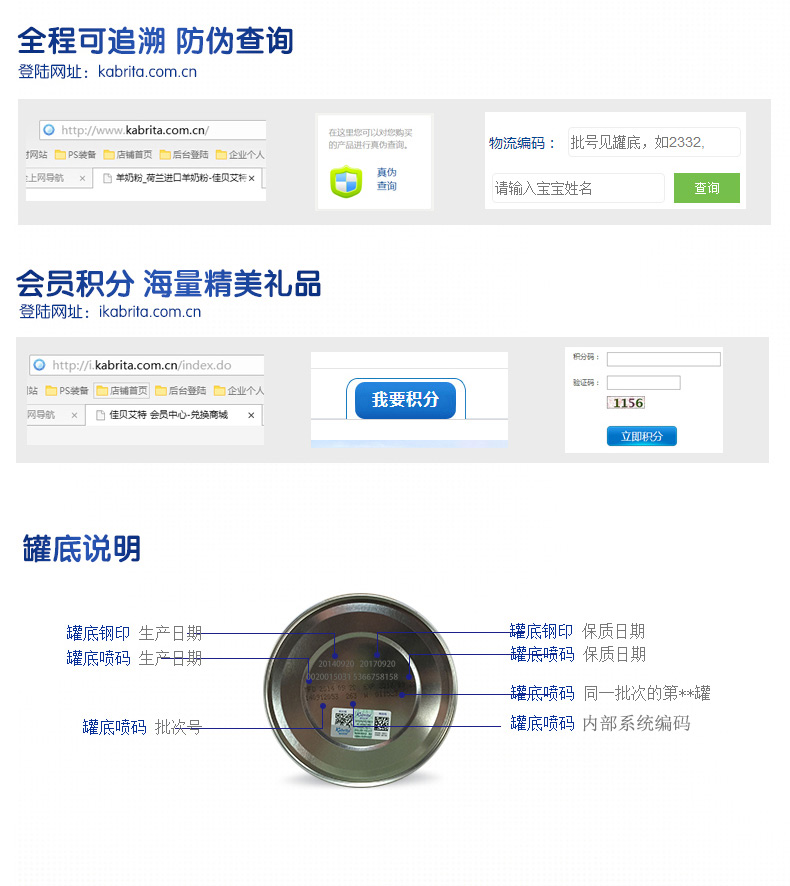 全程可追溯 防伪查询
登陆网址：kabrita.com.cn
http://www.kabrita.com.cn/
才网站 PS装备 店铺首页 后台登陆 企业个人
上网导航 × 羊奶粉_荷兰进口羊奶粉-佳贝艾特 ×
在这里您可以对您购买
的产品进行真伪查询。
真伪
查询
物流编码： 批号见罐底，如2332,
请输入宝宝姓名 查询
会员积分 海量精美礼品
登陆网址：ikabrita.com.cn
http://i.kabrita.com.cn/index.do
站 PS装备 店铺首页 后台登陆 企业个人
网导航 × 佳贝艾特 会员中心-兑换商城 ×
我要积分
积分码：
验证码：
1156
立即积分
罐底说明
罐底钢印 生产日期
罐底喷码 生产日期
罐底喷码 批次号
20140920 20170920
罐底钢印 保质日期
罐底喷码 保质日期
罐底喷码 同一批次的第**罐
罐底喷码 内部系统编码